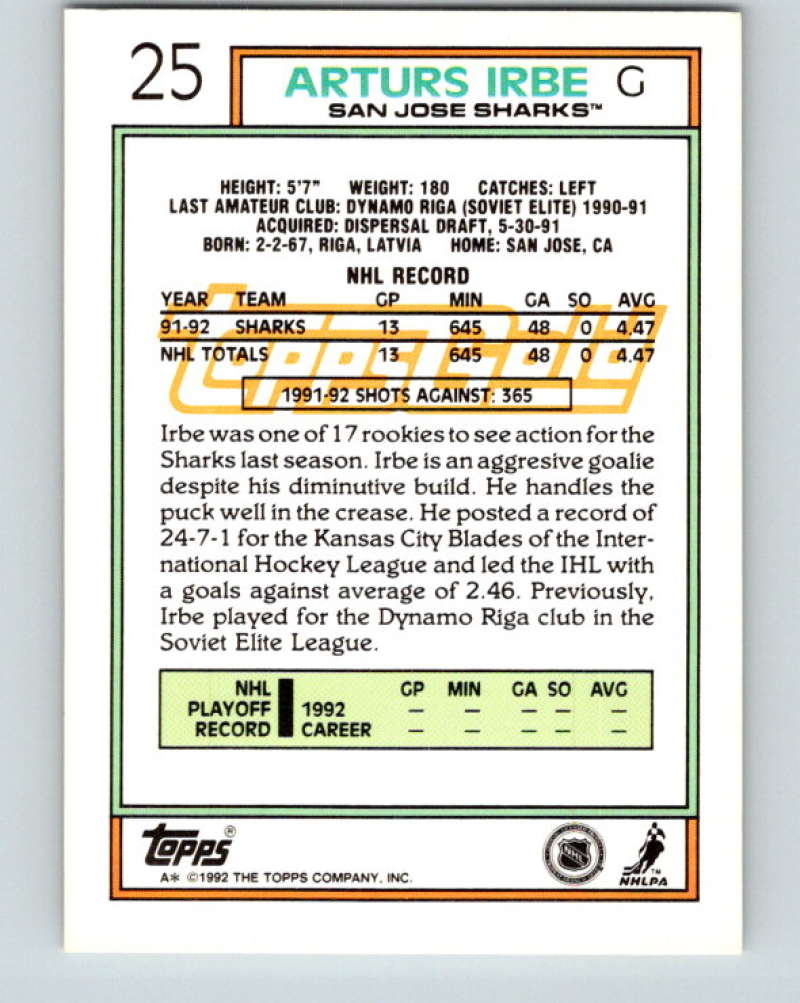 25
ARTURS IRBE G
SAN JOSE SHARKS™
HEIGHT: 5'7" WEIGHT: 180 CATCHES: LEFT
LAST AMATEUR CLUB: DYNAMO RIGA (SOVIET ELITE) 1990-91
ACQUIRED: DISPERSAL DRAFT, 5-30-91
BORN: 2-2-67, RIGA, LATVIA HOME: SAN JOSE, CA
NHL RECORD
YEAR TEAM GP MIN GA SO AVG
91-92 SHARKS 13 645 48 0 4.47
NHL TOTALS 13 645 48 0 4.47
ToppsGold
1991-92 SHOTS AGAINST: 365
Irbe was one of 17 rookies to see action for the
Sharks last season. Irbe is an aggresive goalie
despite his diminutive build. He handles the
puck well in the crease. He posted a record of
24-7-1 for the Kansas City Blades of the Inter-
national Hockey League and led the IHL with
a goals against average of 2.46. Previously,
Irbe played for the Dynamo Riga club in the
Soviet Elite League.
NHL GP MIN GA SO AVG
PLAYOFF 1992 – – – – –
RECORD CAREER – – – – –
TOPPS®
A* ©1992 THE TOPPS COMPANY, INC.
NHL
™
NHLPA